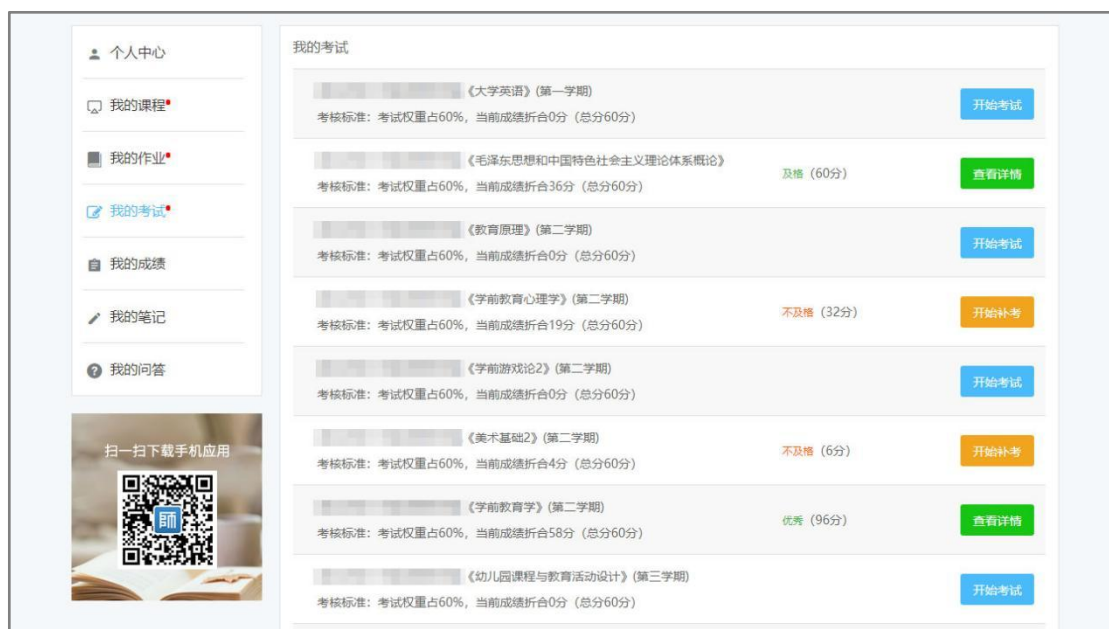 个人中心
我的课程
我的作业
我的考试
我的成绩
我的笔记
我的问答
扫一扫下载手机应用
師
我的考试
《大学英语》(第一学期)
考核标准：考试权重占60%，当前成绩折合0分（总分60分）
开始考试
《毛泽东思想和中国特色社会主义理论体系概论》
考核标准：考试权重占60%，当前成绩折合36分（总分60分）
及格（60分）
查看详情
《教育原理》(第二学期)
考核标准：考试权重占60%，当前成绩折合0分（总分60分）
开始考试
《学前教育心理学》(第二学期)
考核标准：考试权重占60%，当前成绩折合19分（总分60分）
不及格（32分）
开始补考
《学前游戏论2》(第二学期)
考核标准：考试权重占60%，当前成绩折合0分（总分60分）
开始考试
《美术基础2》(第二学期)
考核标准：考试权重占60%，当前成绩折合4分（总分60分）
不及格（6分）
开始补考
《学前教育学》(第二学期)
考核标准：考试权重占60%，当前成绩折合58分（总分60分）
优秀（96分）
查看详情
《幼儿园课程与教育活动设计》(第三学期)
考核标准：考试权重占60%，当前成绩折合0分（总分60分）
开始考试